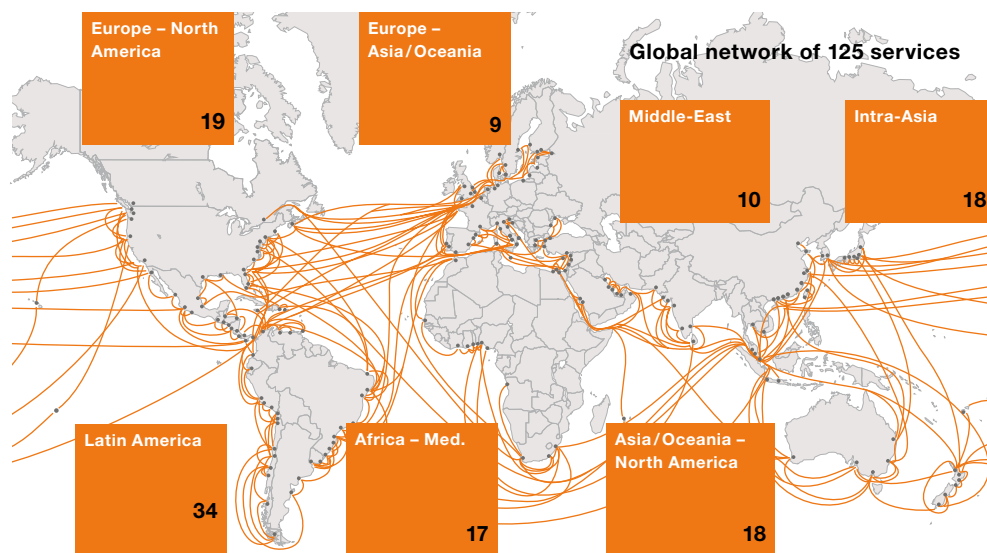 Europe – North
America
19
Europe –
Asia/Oceania
9
Global network of 125 services
Middle-East
10
Intra-Asia
18
Latin America
34
Africa – Med.
17
Asia/Oceania –
North America
18